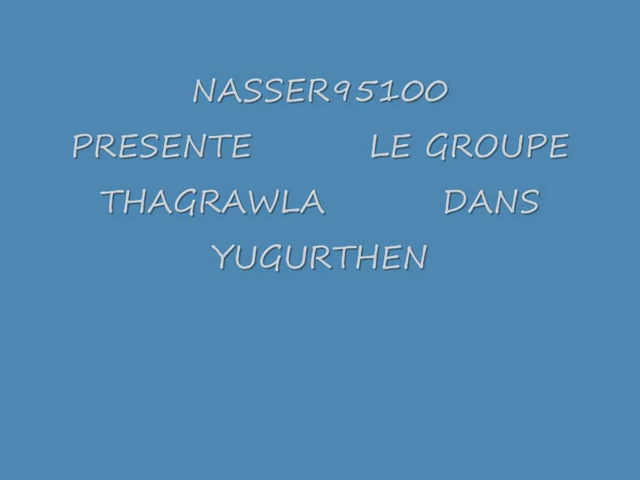 NASSER95100
PRESENTE LE GROUPE
THAGRAWLA DANS
YUGURTHEN